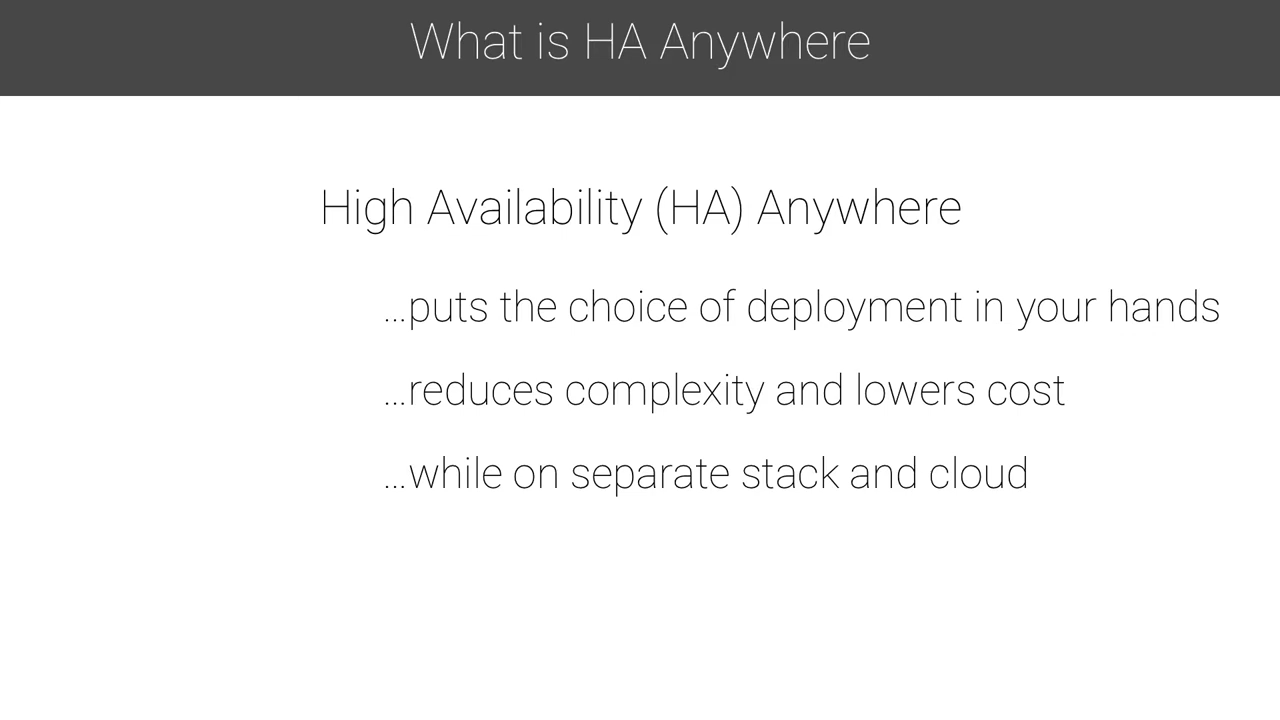 What is HA Anywhere
High Availability (HA) Anywhere
...puts the choice of deployment in your hands
...reduces complexity and lowers cost
...while on separate stack and cloud